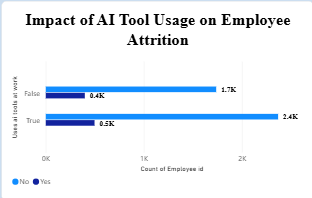 Impact of AI Tool Usage on Employee
Attrition
Uses ai tools at work
False
1.7K
0.4K
True
2.4K
0.5K
0K
1K
2K
Count of Employee id
No
Yes